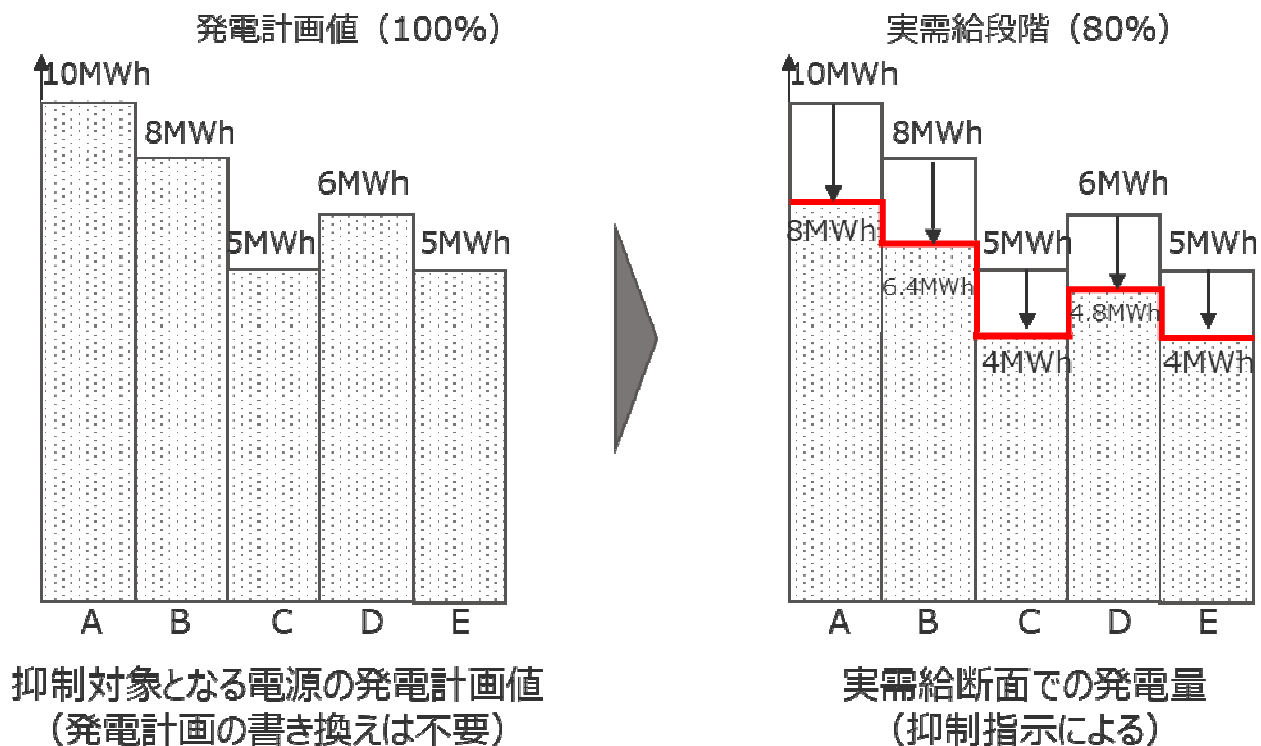 発電計画値（100%）
10MWh
8MWh
5MWh
6MWh
5MWh
A
B
C
D
E
抑制対象となる電源の発電計画値
（発電計画の書き換えは不要）
実需給段階（80%）
10MWh
8MWh
5MWh
6MWh
5MWh
8MWh
6.4MWh
4MWh
4.8MWh
4MWh
A
B
C
D
E
実需給断面での発電量
（抑制指示による）